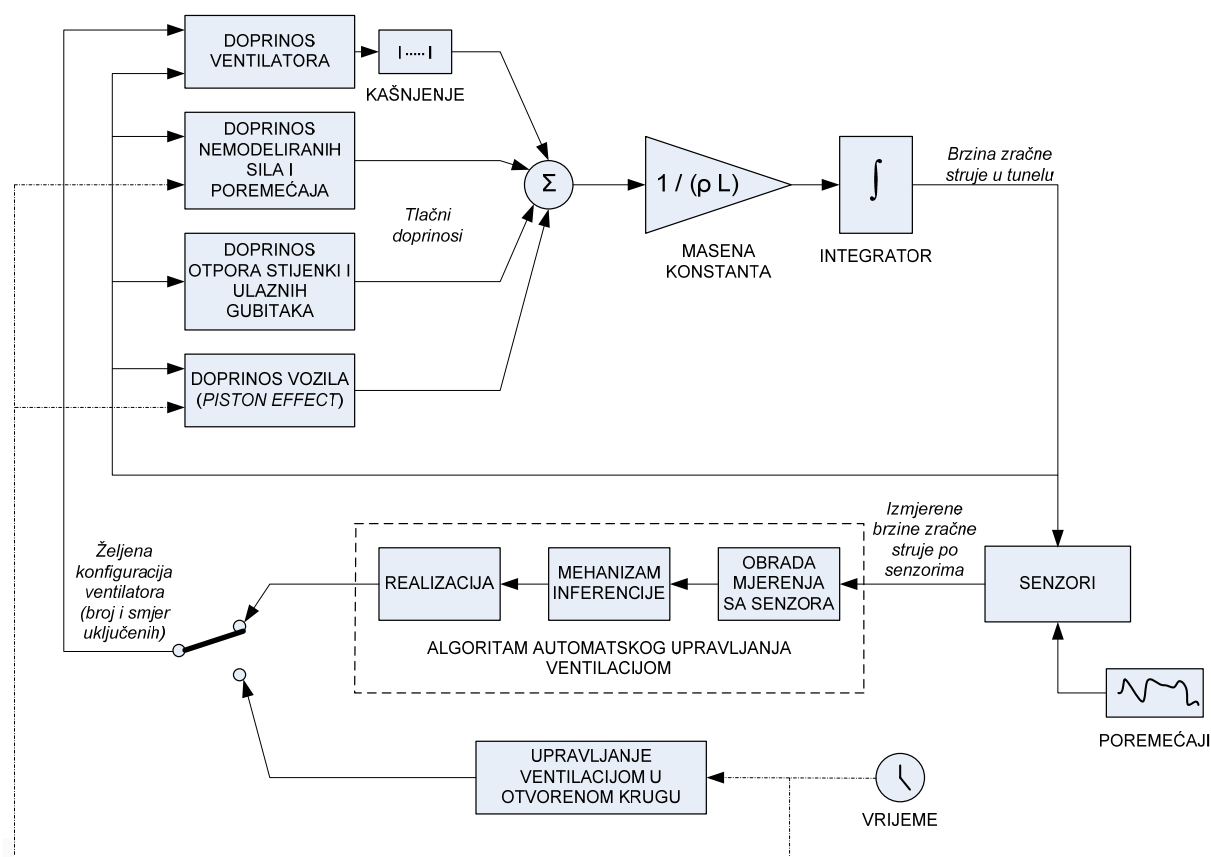 DOPRINOS
VENTILATORA
KAŠNJENJE
DOPRINOS
NEMODELIRANIH
SILA I
POREMEĆAJA
Tlačni
doprinosi
DOPRINOS
OTPORA STIJENKI I
ULAZNIH
GUBITAKA
DOPRINOS VOZILA
(PISTON EFFECT)
Σ
1 / (ρ L)
MASENA
KONSTANTA
∫
INTEGRATOR
Brzina zračne
struje u tunelu
Željena
konfiguracija
ventilatora
(broj i smjer
uključenih)
REALIZACIJA
MEHANIZAM
INFERENCIJE
OBRADA
MJERENJA
SA SENZORA
ALGORITAM AUTOMATSKOG UPRAVLJANJA
VENTILACIJOM
Izmjerene
brzine zračne
struje po
senzorima
SENZORI
POREMEĆAJI
UPRAVLJANJE
VENTILACIJOM U
OTVORENOM KRUGU
VRIJEME